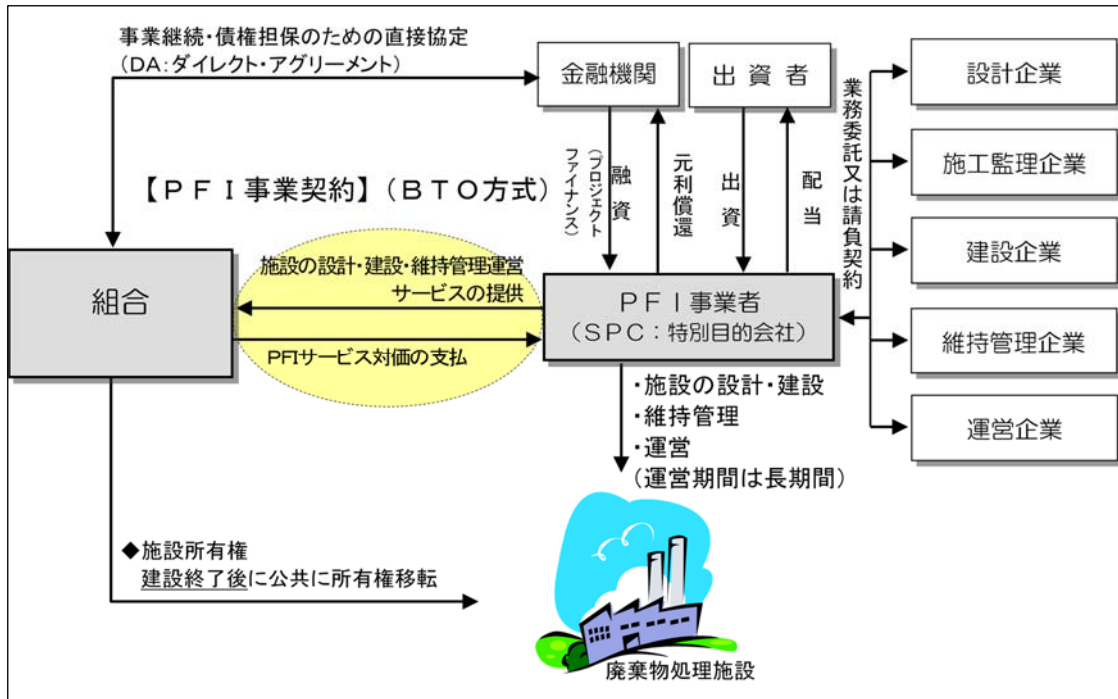 事業継続・債権担保のための直接協定
(DA:ダイレクト・アグリーメント)
金融機関
出資者
業務委託又は請負契約
設計企業
施工監理企業
建設企業
維持管理企業
運営企業
【PFI事業契約】(BTO方式)
(プロジェクト
ファイナンス)
融資
元利償還
出資
配当
組合
施設の設計・建設・維持管理運営
サービスの提供
PFIサービス対価の支払
PFI事業者
(SPC:特別目的会社)
・施設の設計・建設
・維持管理
・運営
(運営期間は長期間)
◆施設所有権
建設終了後に公共に所有権移転
廃棄物処理施設